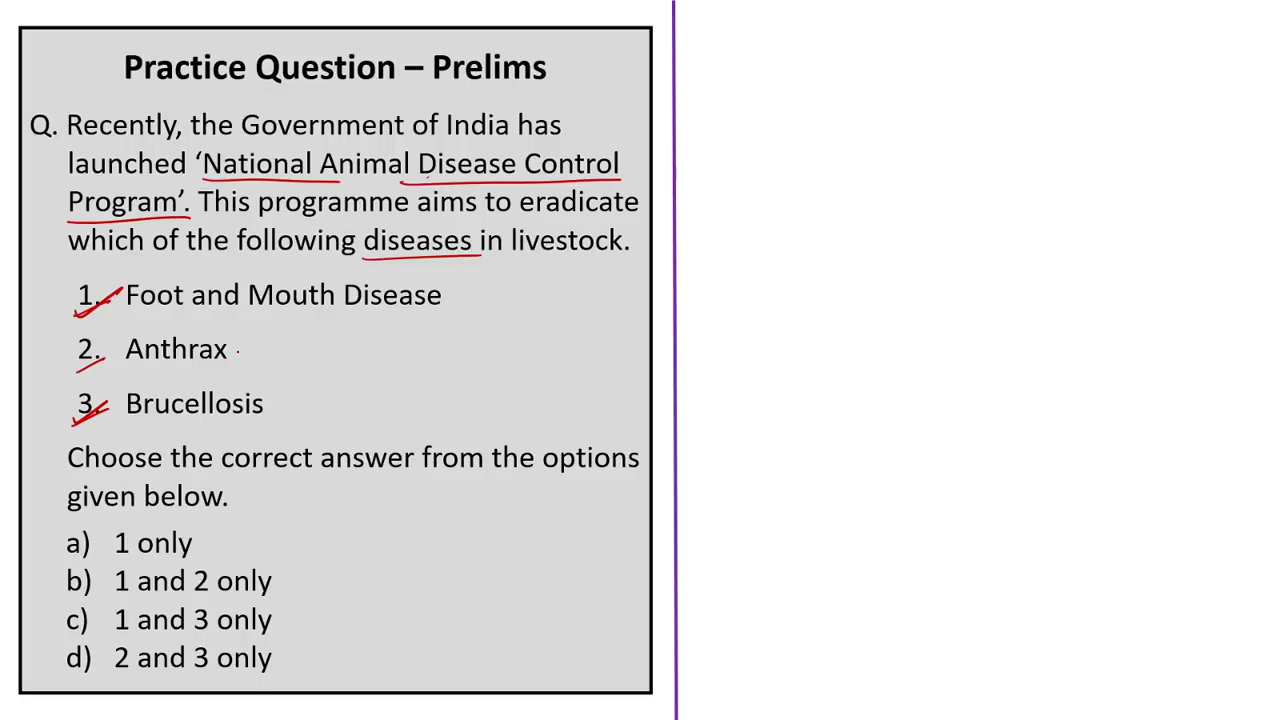 Practice Question – Prelims
Q. Recently, the Government of India has
launched ‘National Animal Disease Control
Program’. This programme aims to eradicate
which of the following diseases in livestock.
1. Foot and Mouth Disease
2. Anthrax
3. Brucellosis
Choose the correct answer from the options
given below.
a) 1 only
b) 1 and 2 only
c) 1 and 3 only
d) 2 and 3 only